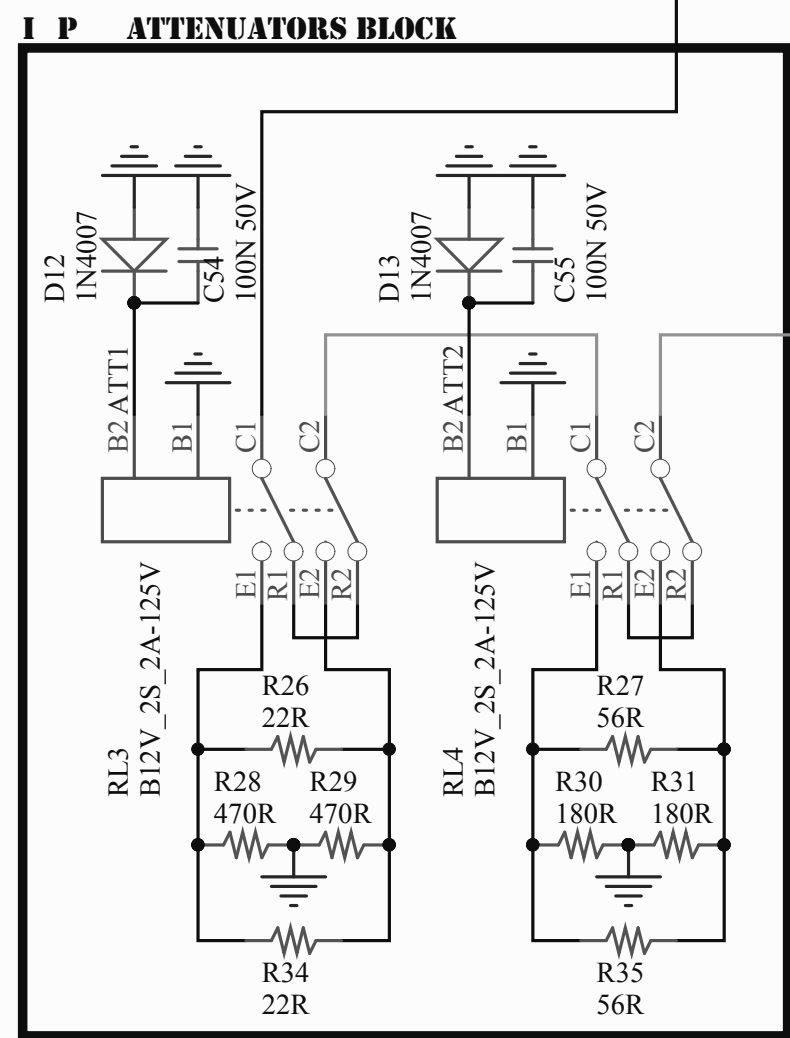 I P ATTENUATORS BLOCK
D12
1N4007
C54
100N 50V
D13
1N4007
C55
100N 50V
B2 ATT1
B1
C1
C2
B2 ATT2
B1
C1
C2
E1
R1
E2
R2
E1
R1
E2
R2
RL3
B12V_2S_2A-125V
RL4
B12V_2S_2A-125V
R26
22R
R27
56R
R28
470R
R29
470R
R30
180R
R31
180R
R34
22R
R35
56R